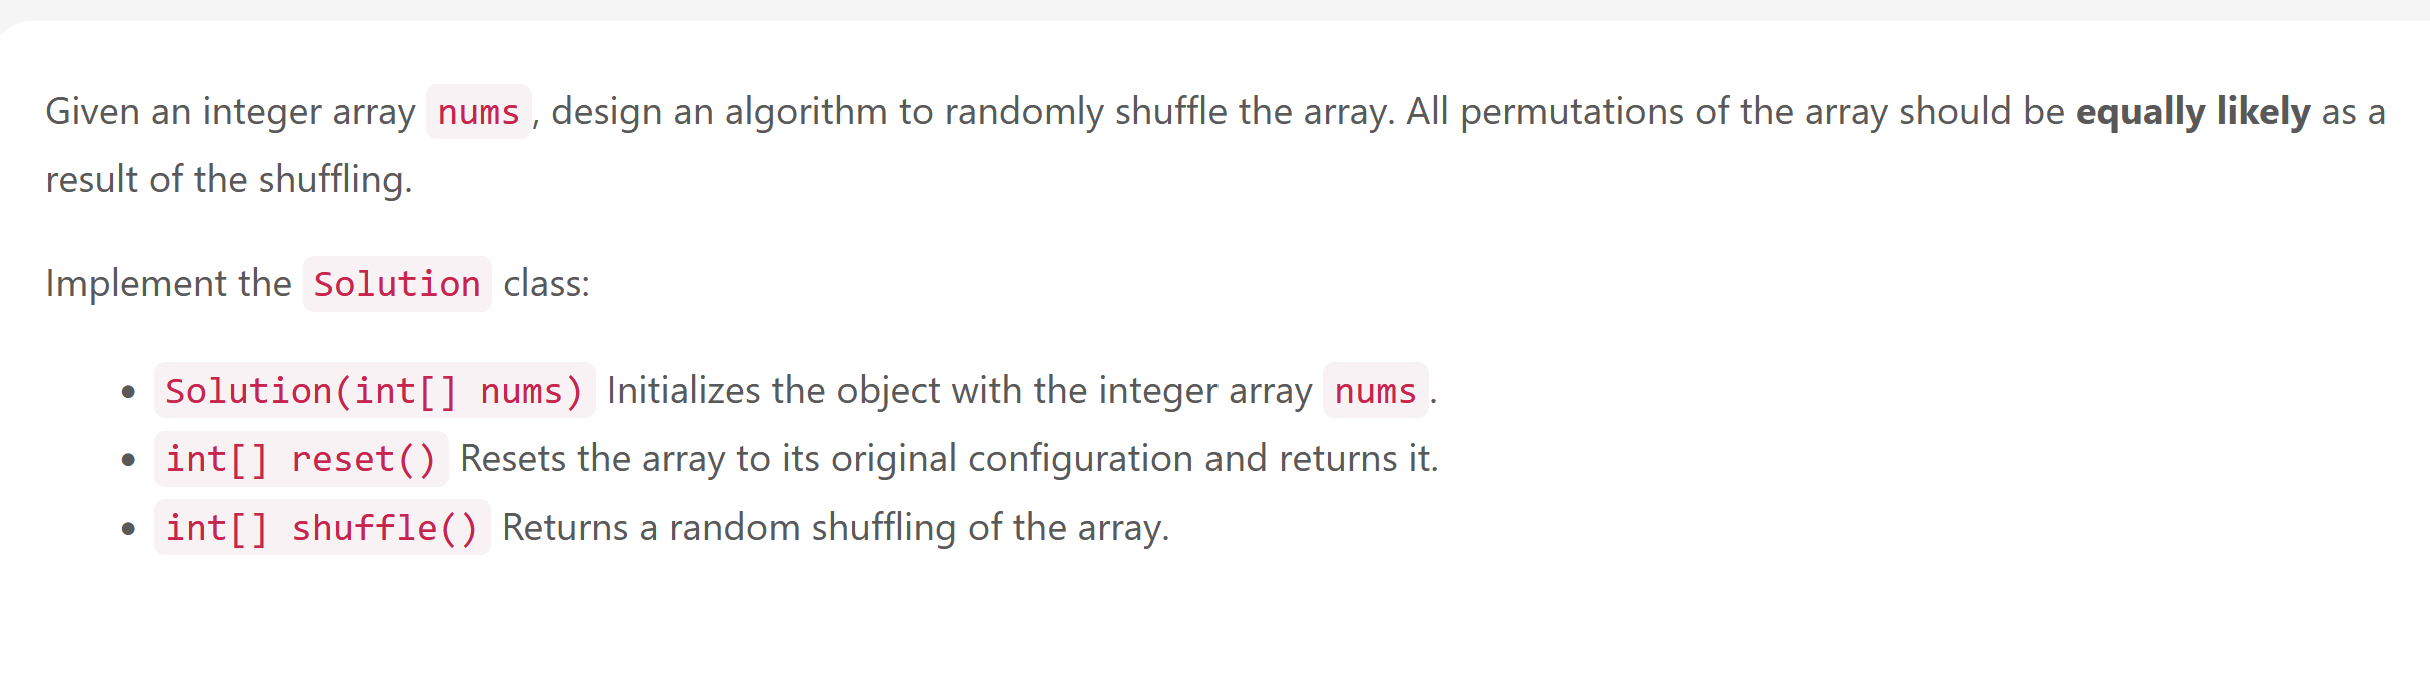 Given an integer array nums, design an algorithm to randomly shuffle the array. All permutations of the array should be equally likely as a
result of the shuffling.
Implement the Solution class:
• Solution(int[] nums) Initializes the object with the integer array nums.
• int[] reset() Resets the array to its original configuration and returns it.
• int[] shuffle() Returns a random shuffling of the array.